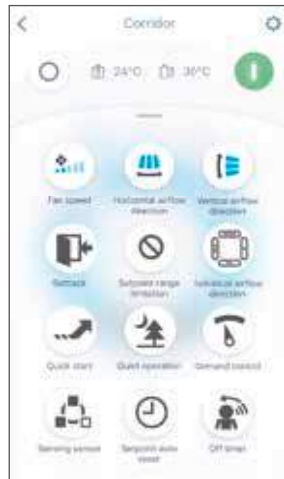 Corridor
24°C 36°C
Fan speed
Horizontal airflow
direction
Vertical airflow
direction
Setback
Setpoint range
limitation
Individual airflow
direction
Quick start
Quiet operation
Demand control
Sensing sensor
Setpoint auto
reset
Off timer